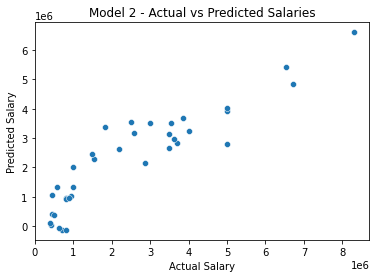 Model 2 - Actual vs Predicted Salaries
1e6
6
5
4
3
2
1
0
Predicted Salary
0 1 2 3 4 5 6 7 8
Actual Salary
1e6